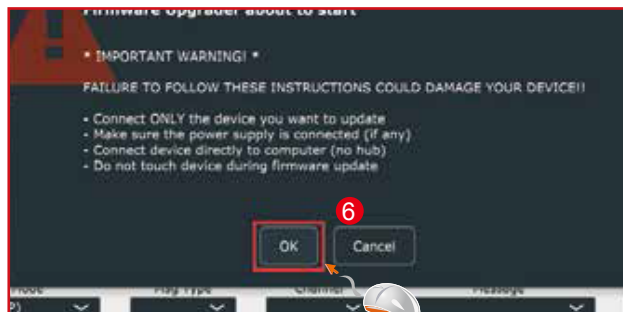 Firmware Upgrader about to start
* IMPORTANT WARNING! *
FAILURE TO FOLLOW THESE INSTRUCTIONS COULD DAMAGE YOUR DEVICE!!
- Connect ONLY the device you want to update
- Make sure the power supply is connected (if any)
- Connect device directly to computer (no hub)
- Do not touch device during firmware update
6
OK Cancel
Mode Flag Type Channel Message
P)